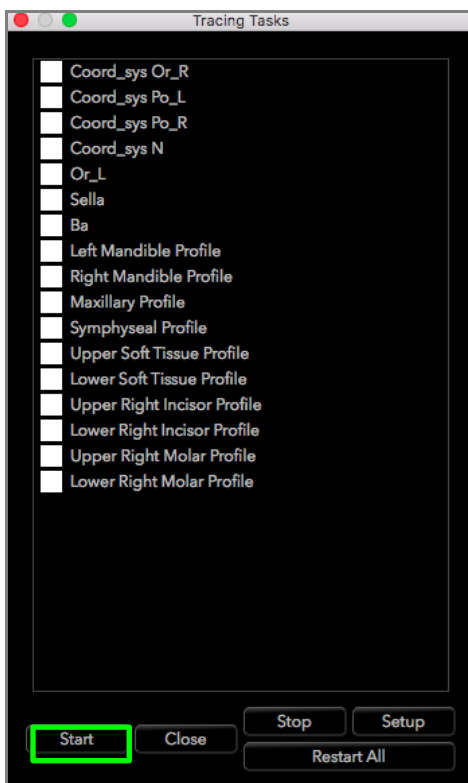 Tracing Tasks
Coord_sys Or_R
Coord_sys Po_L
Coord_sys Po_R
Coord_sys N
Or_L
Sella
Ba
Left Mandible Profile
Right Mandible Profile
Maxillary Profile
Symphyseal Profile
Upper Soft Tissue Profile
Lower Soft Tissue Profile
Upper Right Incisor Profile
Lower Right Incisor Profile
Upper Right Molar Profile
Lower Right Molar Profile
Stop Setup
Start Close
Restart All